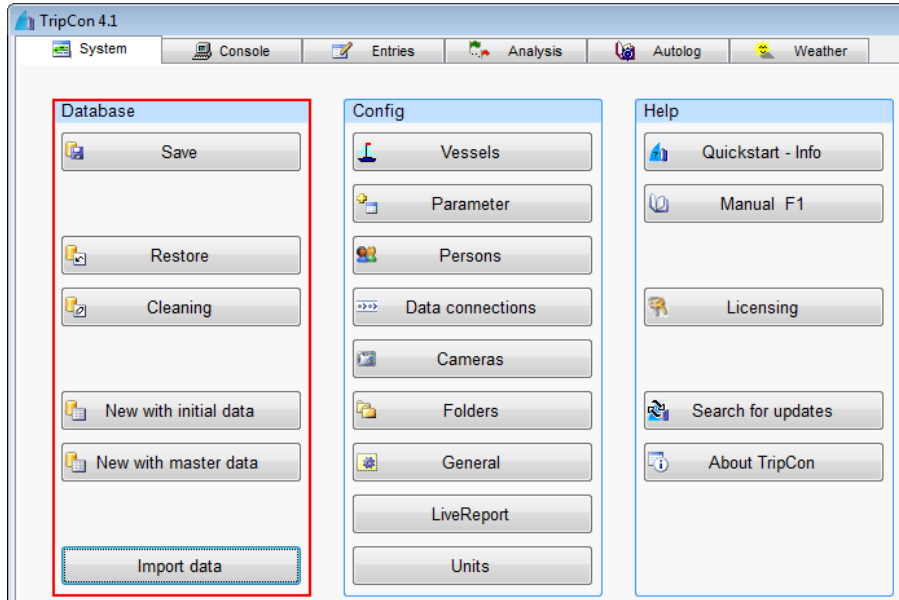 TripCon 4.1
System
Console
Entries
Analysis
Autolog
Weather
Database
Save
Restore
Cleaning
New with initial data
New with master data
Import data
Config
Vessels
Parameter
Persons
Data connections
Cameras
Folders
General
LiveReport
Units
Help
Quickstart - Info
Manual F1
Licensing
Search for updates
About TripCon